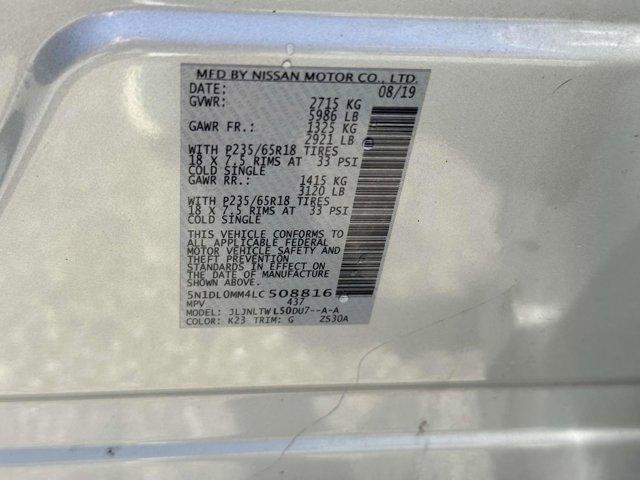 MFD BY NISSAN MOTOR CO., LTD.
DATE: 08/19
GVWR: 2715 KG
5986 LB
GAWR FR.: 1325 KG
2921 LB
WITH P235/65R18 TIRES
18 X 7.5 RIMS AT 33 PSI
COLD SINGLE
GAWR RR.: 1415 KG
3120 LB
WITH P235/65R18 TIRES
18 X 7.5 RIMS AT 33 PSI
COLD SINGLE
THIS VEHICLE CONFORMS TO
ALL APPLICABLE FEDERAL
MOTOR VEHICLE SAFETY AND
THEFT PREVENTION
STANDARDS IN EFFECT ON
THE DATE OF MANUFACTURE
SHOWN ABOVE.
5N1DL0MM4LC508816
MPV 437
MODEL: JLJNLTWL50DU7--A-A
COLOR: K23 TRIM: G ZS30A